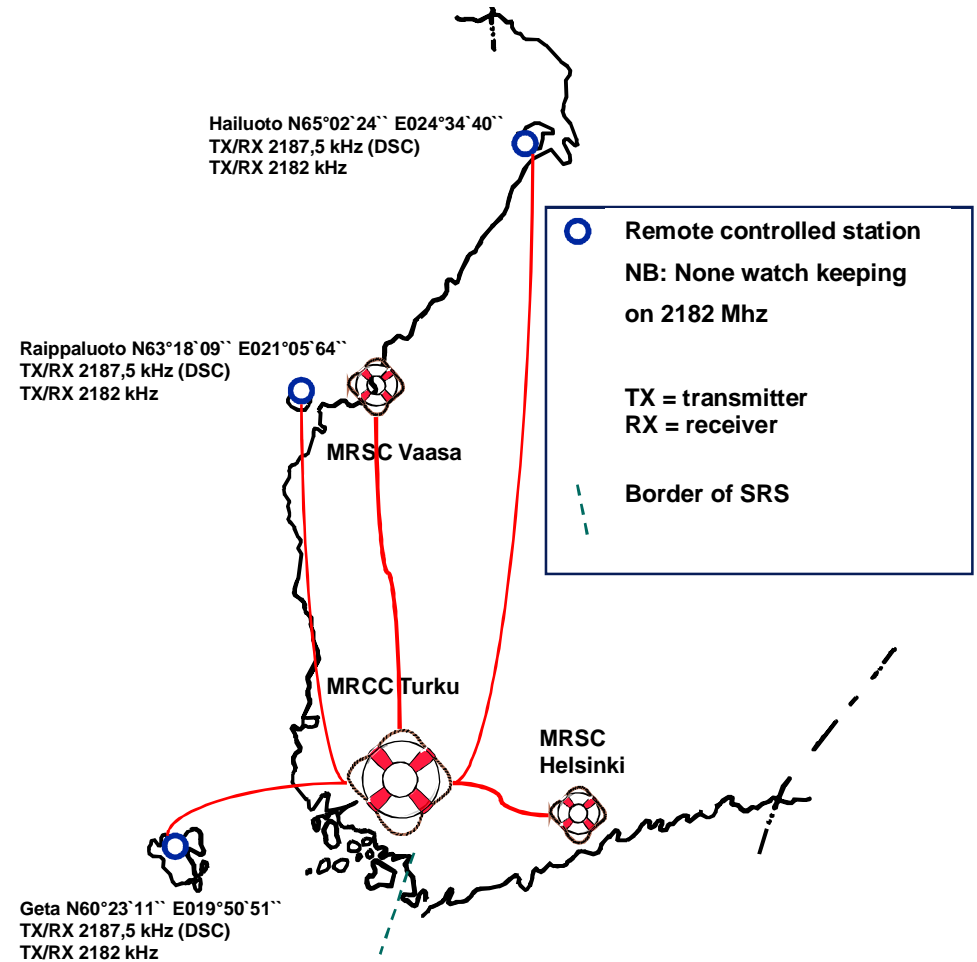 Hailuoto N65°02`24`` E024°34`40``
TX/RX 2187,5 kHz (DSC)
TX/RX 2182 kHz
Remote controlled station
NB: None watch keeping
on 2182 Mhz
TX = transmitter
RX = receiver
Border of SRS
Raippaluoto N63°18`09`` E021°05`64``
TX/RX 2187,5 kHz (DSC)
TX/RX 2182 kHz
MRSC Vaasa
MRCC Turku
MRSC
Helsinki
Geta N60°23`11`` E019°50`51``
TX/RX 2187,5 kHz (DSC)
TX/RX 2182 kHz